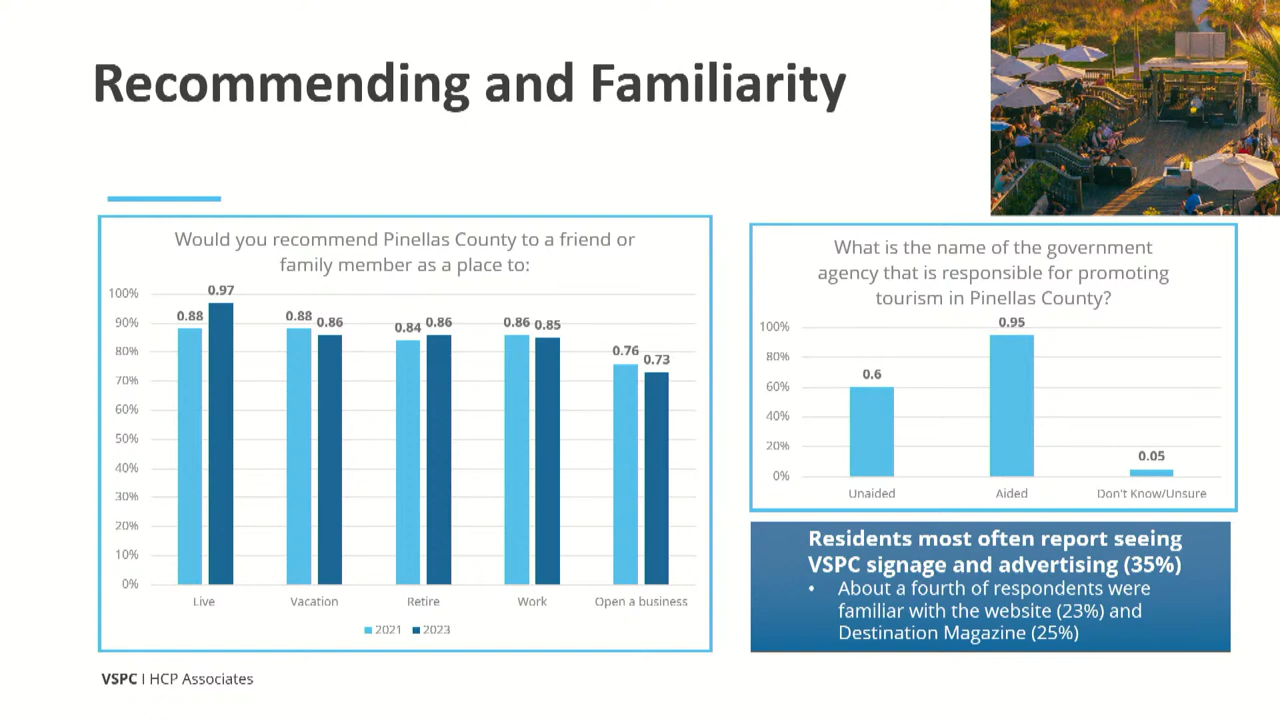 Recommending and Familiarity
Would you recommend Pinellas County to a friend or
family member as a place to:
100%
90%
80%
70%
60%
50%
40%
30%
20%
10%
0%
0.88
0.97
0.88
0.86
0.84
0.86
0.86
0.85
0.76
0.73
Live
Vacation
Retire
Work
Open a business
2021
2023
What is the name of the government
agency that is responsible for promoting
tourism in Pinellas County?
100%
80%
60%
40%
20%
0%
0.6
0.95
0.05
Unaided
Aided
Don't Know/Unsure
Residents most often report seeing
VSPC signage and advertising (35%)
• About a fourth of respondents were
familiar with the website (23%) and
Destination Magazine (25%)
VSPC I HCP Associates